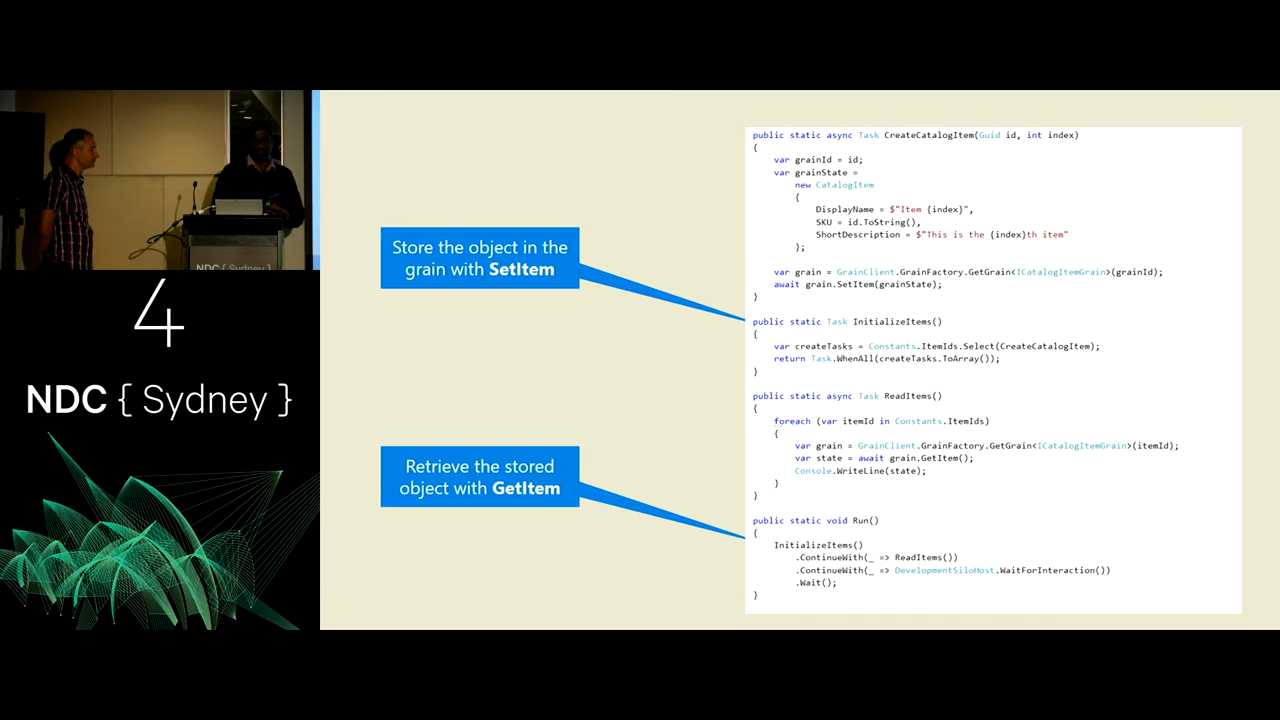 NDC { Sydney }
4
NDC { Sydney }
Store the object in the
grain with SetItem
Retrieve the stored
object with GetItem
public static async Task CreateCatalogItem(Guid id, int index)
{
var grainId = id;
var grainState =
new CatalogItem
{
DisplayName = $"Item {index}",
SKU = id.ToString(),
ShortDescription = $"This is the {index}th item"
};
var grain = GrainClient.GrainFactory.GetGrain<ICatalogItemGrain>(grainId);
await grain.SetItem(grainState);
}
public static Task InitializeItems()
{
var createTasks = Constants.ItemIds.Select(CreateCatalogItem);
return Task.WhenAll(createTasks.ToArray());
}
public static async Task ReadItems()
{
foreach (var itemId in Constants.ItemIds)
{
var grain = GrainClient.GrainFactory.GetGrain<ICatalogItemGrain>(itemId);
var state = await grain.GetItem();
Console.WriteLine(state);
}
}
public static void Run()
{
InitializeItems()
.ContinueWith(_ => ReadItems())
.ContinueWith(_ => DevelopmentSiloHost.WaitForInteraction())
.Wait();
}